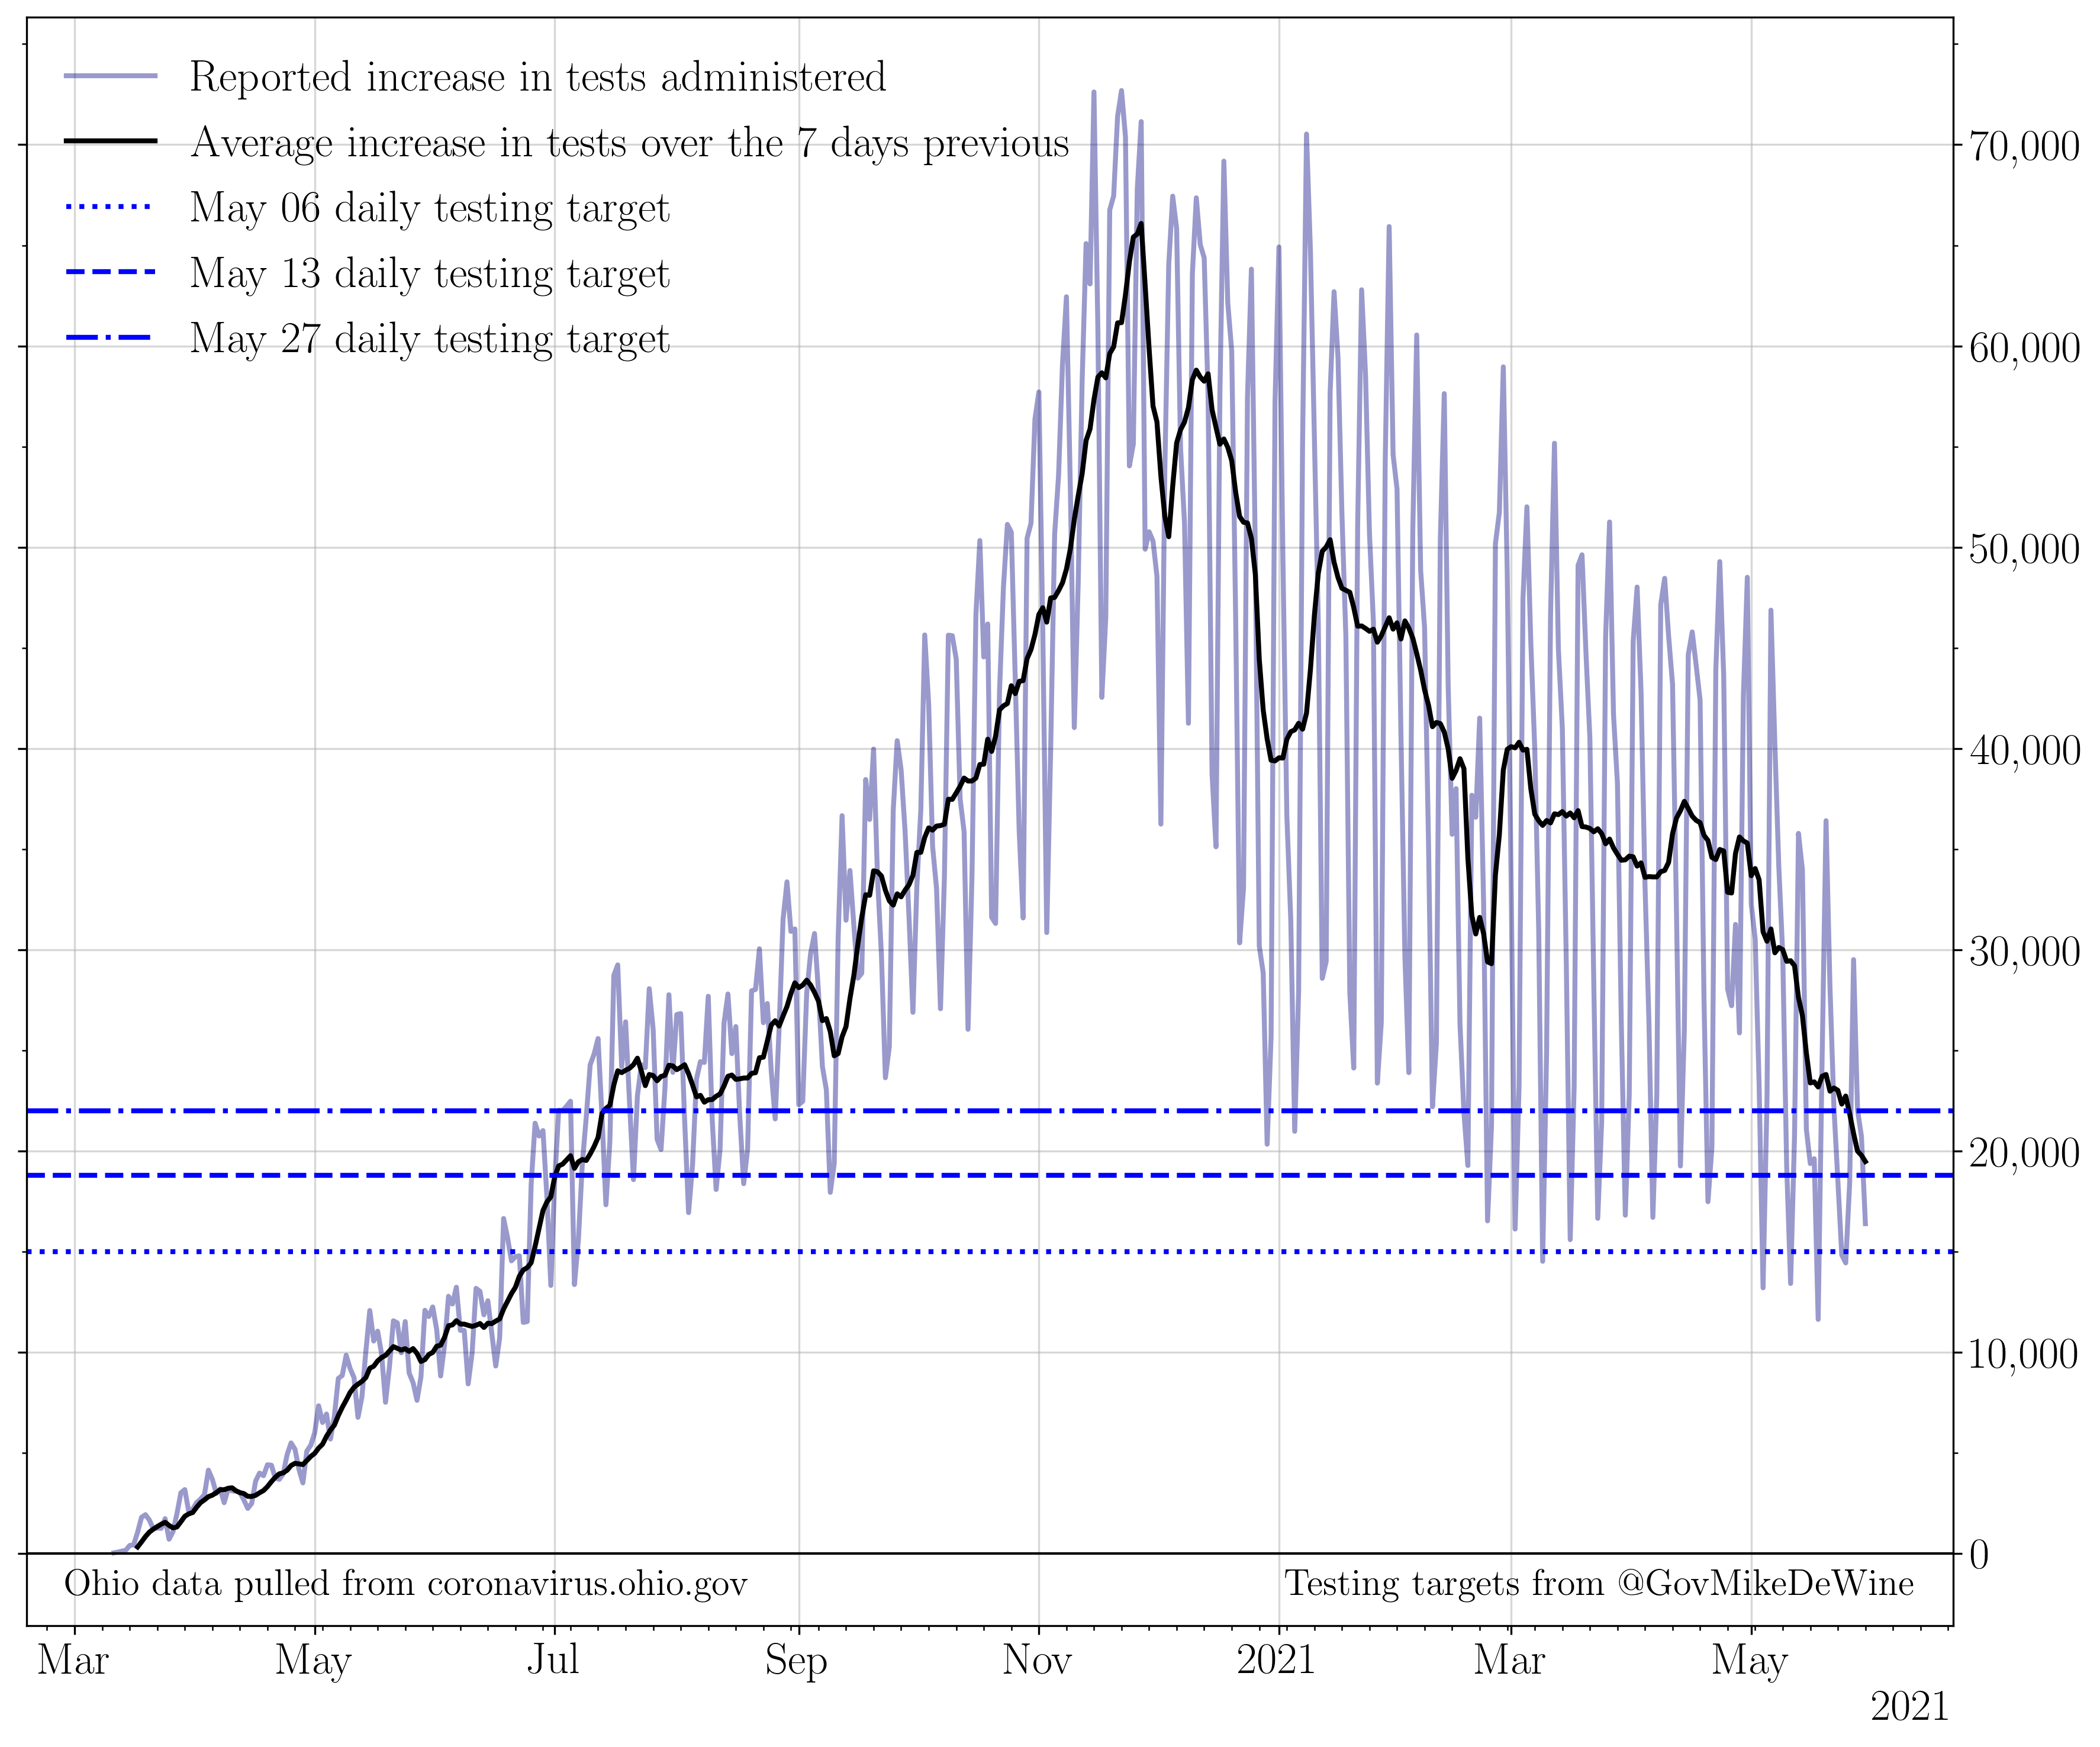 Reported increase in tests administered
Average increase in tests over the 7 days previous
May 06 daily testing target
May 13 daily testing target
May 27 daily testing target
70,000
60,000
50,000
40,000
30,000
20,000
10,000
0
Ohio data pulled from coronavirus.ohio.gov
Testing targets from @GovMikeDeWine
Mar May Jul Sep Nov 2021 Mar May
2021